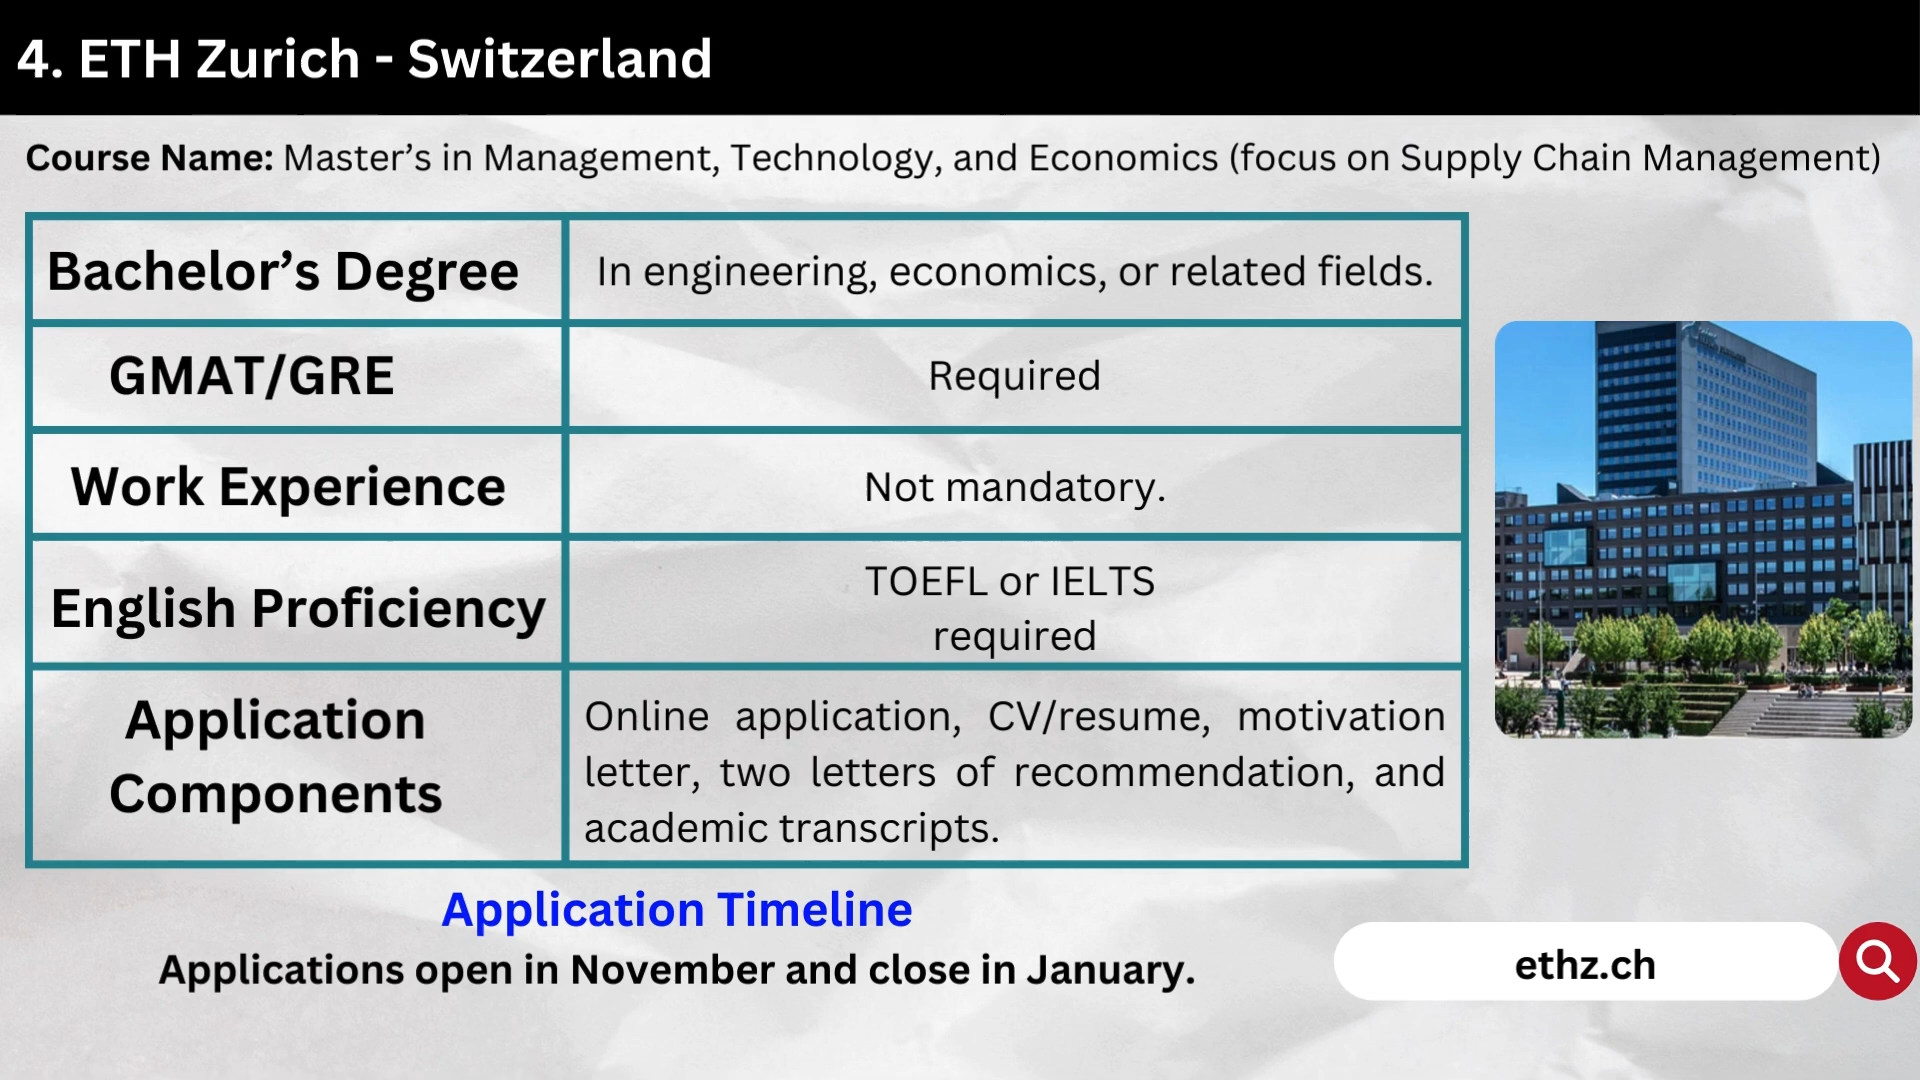 4. ETH Zurich - Switzerland
Course Name: Master’s in Management, Technology, and Economics (focus on Supply Chain Management)
Bachelor’s Degree
In engineering, economics, or related fields.
GMAT/GRE
Required
Work Experience
Not mandatory.
English Proficiency
TOEFL or IELTS
required
Application
Components
Online application, CV/resume, motivation
letter, two letters of recommendation, and
academic transcripts.
Application Timeline
Applications open in November and close in January.
ethz.ch